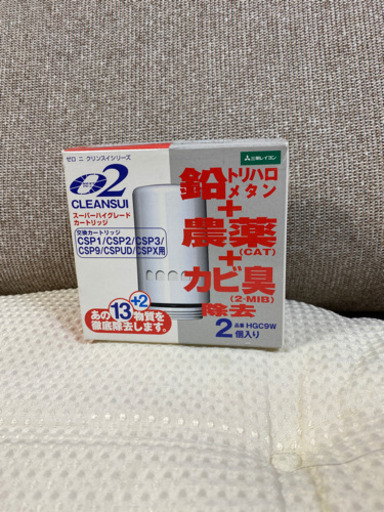 ゼロ ニ クリンスイシリーズ
02
CLEANSUI
スーパーハイグレード
カートリッジ
交換カートリッジ
CSP1/CSP2/CSP3/
CSP9/CSPUD/CSPX用
あの13+2物質を
徹底除去します。
三菱レイヨン
鉛トリハロメタン
+
農薬
(CAT)
+
カビ臭
(2-MIB)
除去
品番 HGC9W
2個入り